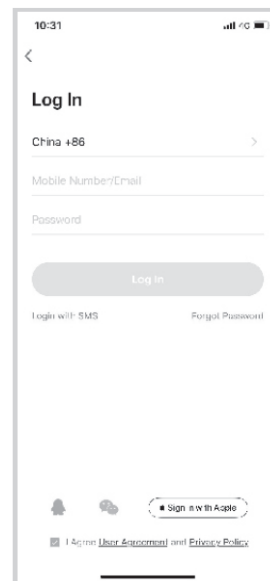 10:31
4G
Log In
China +86
Mobile Number/Email
Password
Log In
Login with SMS Forgot Password
Sign in with Apple
I Agree User Agreement and Privacy Policy